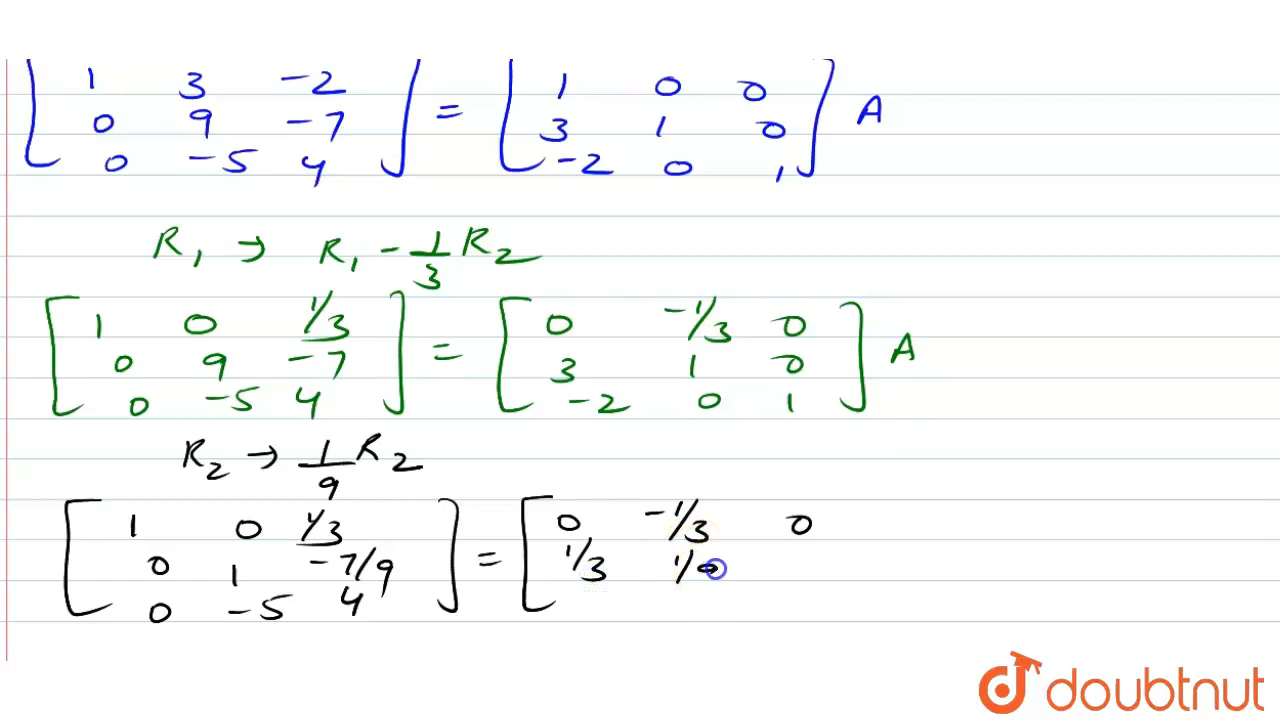 1 3 -2 1 0 0
0 9 -7 = 3 1 0 A
0 -5 4 -2 0 1
R1 → R1 - 1/3 R2
1 0 1/3 0 -1/3 0
0 9 -7 = 3 1 0 A
0 -5 4 -2 0 1
R2 → 1/9 R2
1 0 1/3 0 -1/3 0
0 1 -7/9 = 1/3
0 -5 4
doubtnut